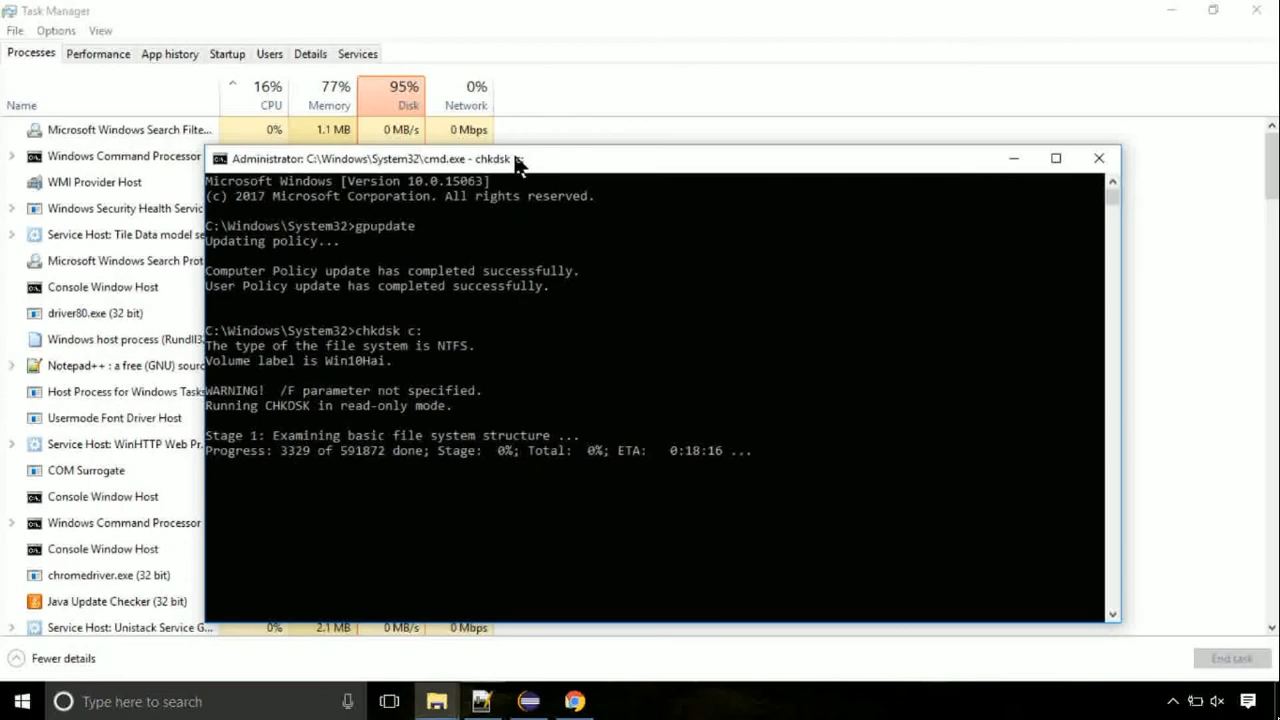 Task Manager
File Options View
Processes Performance App history Startup Users Details Services
16% 77% 95% 0%
Name CPU Memory Disk Network
Microsoft Windows Search Filte... 0% 1.1 MB 0 MB/s 0 Mbps
Windows Command Processor
WMI Provider Host
Windows Security Health Servic
Service Host: Tile Data model se
Microsoft Windows Search Prot
Console Window Host
driver80.exe (32 bit)
Windows host process (Rundll3
Notepad++ : a free (GNU) sourc
Host Process for Windows Task
Usermode Font Driver Host
Service Host: WinHTTP Web Pr
COM Surrogate
Console Window Host
Windows Command Processor
Console Window Host
chromedriver.exe (32 bit)
Java Update Checker (32 bit)
Service Host: Unistack Service G... 0% 2.1 MB 0 MB/s 0 Mbps
Administrator: C:\Windows\System32\cmd.exe - chkdsk
Microsoft Windows [Version 10.0.15063]
(c) 2017 Microsoft Corporation. All rights reserved.
C:\Windows\System32>gpupdate
Updating policy...
Computer Policy update has completed successfully.
User Policy update has completed successfully.
C:\Windows\System32>chkdsk c:
The type of the file system is NTFS.
Volume label is Win10Hai.
WARNING! /F parameter not specified.
Running CHKDSK in read-only mode.
Stage 1: Examining basic file system structure ...
Progress: 3329 of 591872 done; Stage: 0%; Total: 0%; ETA: 0:18:16 ...
Fewer details
End task
Type here to search